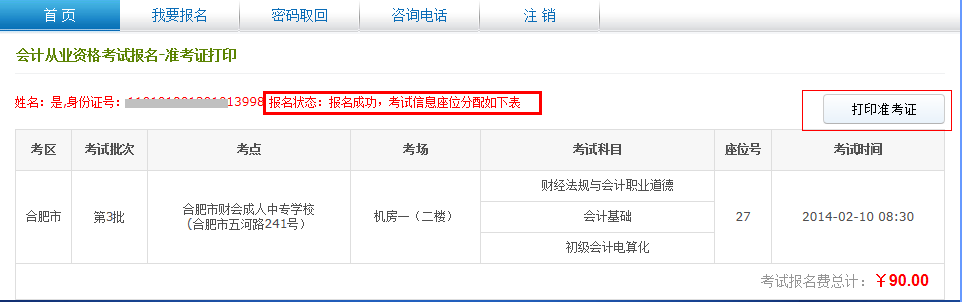 首 页 我要报名 密码取回 咨询电话 注 销
会计从业资格考试报名-准考证打印
姓名：是,身份证号： 13998 报名状态：报名成功，考试信息座位分配如下表
打印准考证
考区 考试批次 考点 考场 考试科目 座位号 考试时间
财经法规与会计职业道德
合肥市 第3批 合肥市财会成人中专学校 机房一（二楼） 会计基础 27 2014-02-10 08:30
（合肥市五河路241号）
初级会计电算化
考试报名费总计：￥90.00